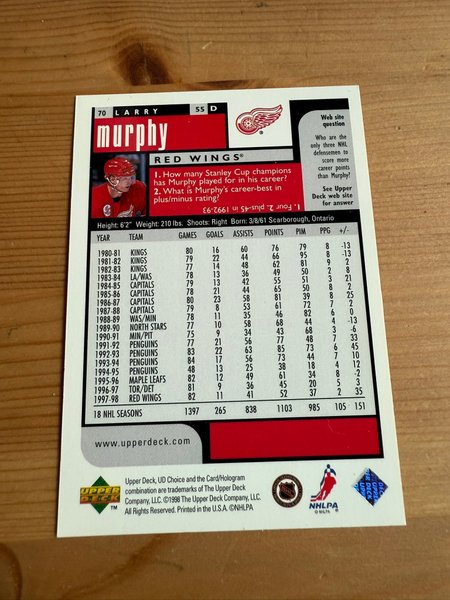 70 LARRY 55 D
murphy
RED WINGS®
1. How many Stanley Cup champions
has Murphy played for in his career?
2. What is Murphy's career-best in
plus/minus rating?
1. Four 2. plus-45 in 1992-93
Web site
question
Who are the
only three NHL
defensemen to
score more
career points
than Murphy?
See Upper
Deck web site
for answer
Height: 6'2" Weight: 210 lbs. Shoots: Right Born: 3/8/61 Scarborough, Ontario
YEAR TEAM GAMES GOALS ASSISTS POINTS PIM PPG +/-
1980-81 KINGS 80 16 60 76 8
1981-82 KINGS 79 22 44 66 95 8 -13
1982-83 KINGS 77 14 48 62 81 9 2
1983-84 LA/WAS 78 13 36 49 50 2 8
1984-85 CAPITALS 79 13 42 55 51 3 21
1985-86 CAPITALS 78 21 44 65 50 8 2
1986-87 CAPITALS 80 23 58 81 39 8 25
1987-88 CAPITALS 79 8 53 61 72 7 2
1988-89 WAS/MIN 78 11 35 46 82 6 0
1989-90 NORTH STARS 77 10 58 68 44 4 -13
1990-91 MIN/PIT 75 9 34 43 68 3 -6
1991-92 PENGUINS 77 21 56 77 48 7 33
1992-93 PENGUINS 83 22 63 85 73 6 45
1993-94 PENGUINS 84 17 56 73 44 7 10
1994-95 PENGUINS 48 13 25 38 18 4 12
1995-96 MAPLE LEAFS 82 12 49 61 34 8 -2
1996-97 TOR/DET 81 9 36 45 20 5 3
1997-98 RED WINGS 82 11 41 52 37 2 35
18 NHL SEASONS 1397 265 838 1103 985 105 151
www.upperdeck.com
UPPER
DECK
™
Upper Deck, UD Choice and the Card/Hologram
combination are trademarks of The Upper Deck
Company, LLC. ©1998 The Upper Deck Company, LLC.
All Rights Reserved. Printed in the U.S.A. ©NHLPA
NHL
NHLPA